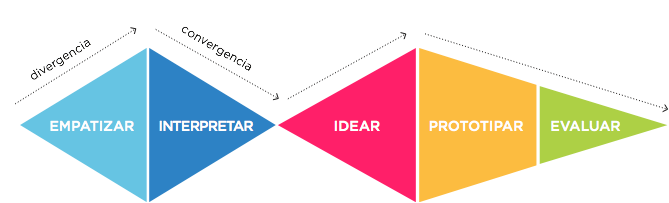 divergencia
convergencia
EMPATIZAR
INTERPRETAR
IDEAR
PROTOTIPAR
EVALUAR